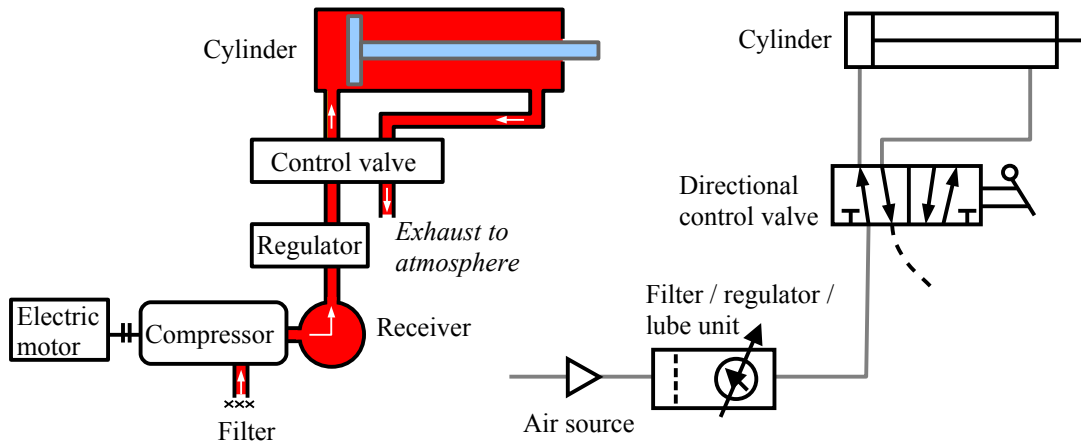 Cylinder
Control valve
Regulator
Exhaust to
atmosphere
Electric
motor
Compressor
Receiver
Filter
Cylinder
Directional
control valve
Filter / regulator /
lube unit
Air source